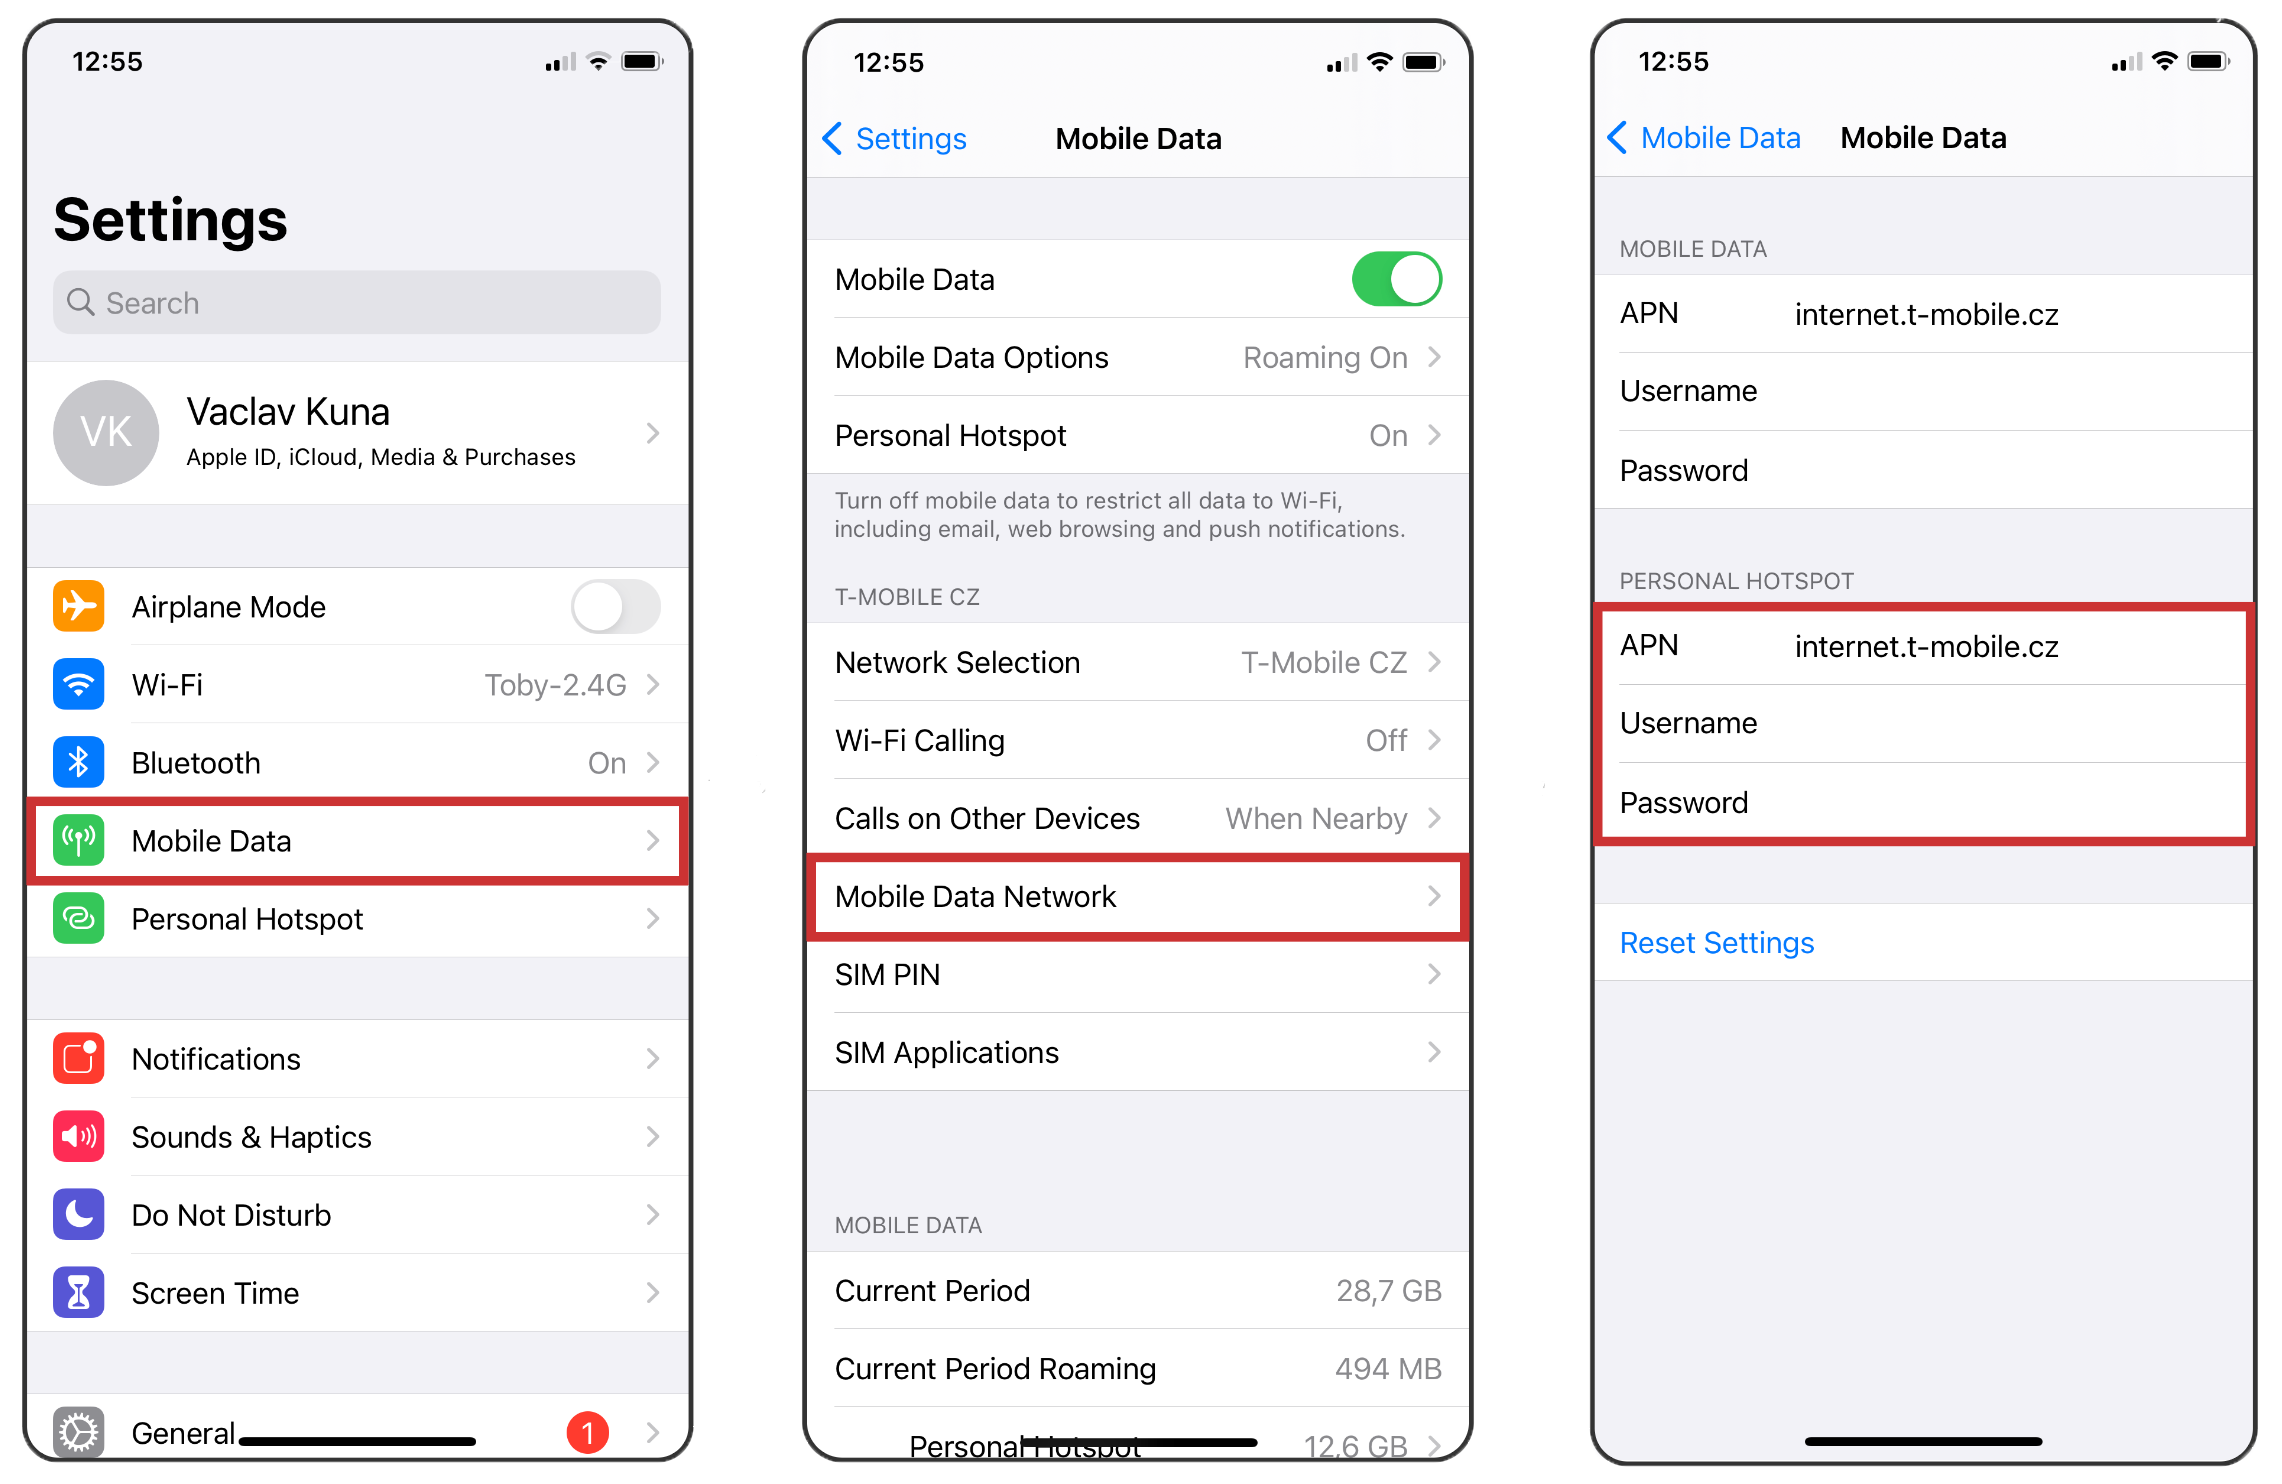 12:55
Settings
Search
VK
Vaclav Kuna
Apple ID, iCloud, Media & Purchases
Airplane Mode
Wi-Fi Toby-2.4G
Bluetooth On
Mobile Data
Personal Hotspot
Notifications
Sounds & Haptics
Do Not Disturb
Screen Time
General 1
12:55
Settings Mobile Data
Mobile Data
Mobile Data Options Roaming On
Personal Hotspot On
Turn off mobile data to restrict all data to Wi-Fi,
including email, web browsing and push notifications.
T-MOBILE CZ
Network Selection T-Mobile CZ
Wi-Fi Calling Off
Calls on Other Devices When Nearby
Mobile Data Network
SIM PIN
SIM Applications
MOBILE DATA
Current Period 28,7 GB
Current Period Roaming 494 MB
Personal Hotspot 12,6 GB
12:55
Mobile Data Mobile Data
MOBILE DATA
APN internet.t-mobile.cz
Username
Password
PERSONAL HOTSPOT
APN internet.t-mobile.cz
Username
Password
Reset Settings